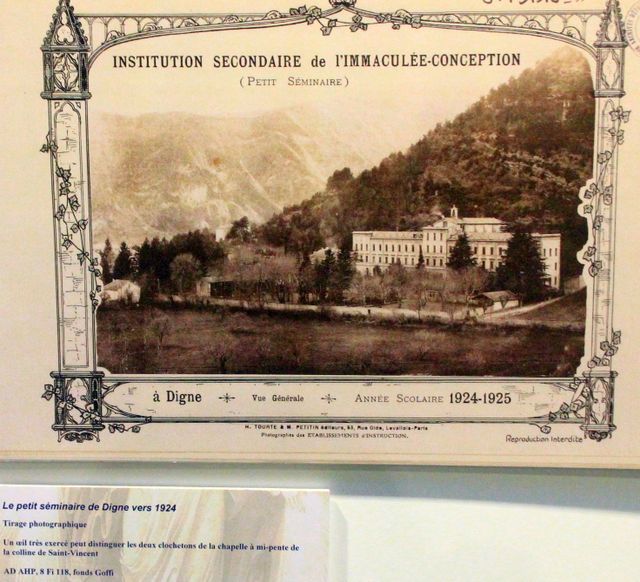 INSTITUTION SECONDAIRE de l'IMMACULÉE-CONCEPTION
(PETIT SÉMINAIRE)
à Digne Vue Générale ANNÉE SCOLAIRE 1924-1925
H. TOURTE & M. PETITIN éditeurs, 53, Rue Gide, Levallois-Paris
Photographies des ETABLISSEMENTS d'INSTRUCTION.
Reproduction Interdite
Le petit séminaire de Digne vers 1924
Tirage photographique
Un œil très exercé peut distinguer les deux clochetons de la chapelle à mi-pente de
la colline de Saint-Vincent
AD AHP, 8 Fi 118, fonds Goffi